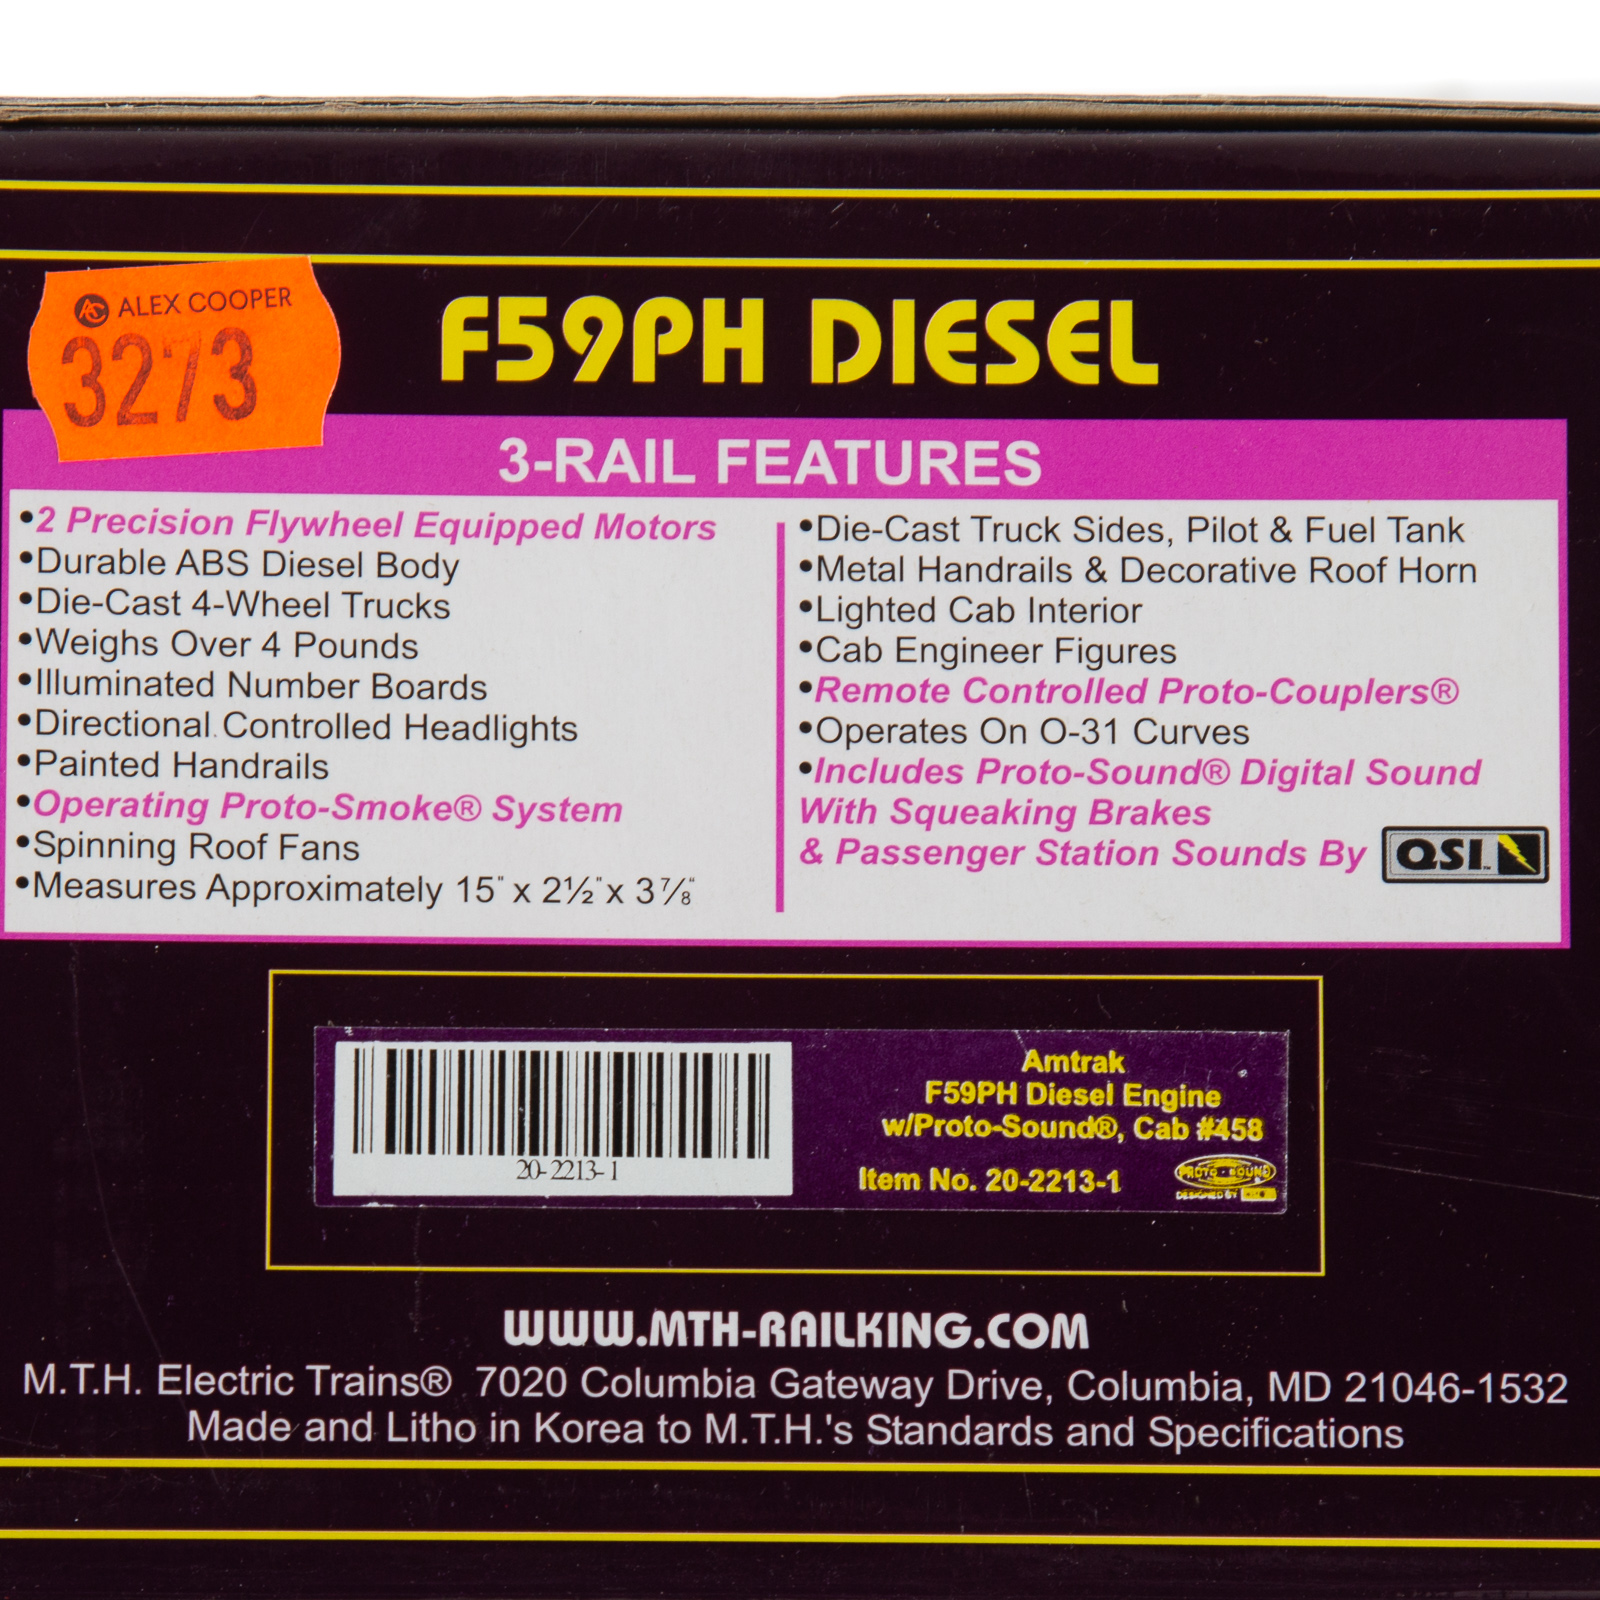 AC ALEX COOPER
3273
F59PH DIESEL
3-RAIL FEATURES
•2 Precision Flywheel Equipped Motors
•Durable ABS Diesel Body
•Die-Cast 4-Wheel Trucks
•Weighs Over 4 Pounds
•Illuminated Number Boards
•Directional Controlled Headlights
•Painted Handrails
•Operating Proto-Smoke® System
•Spinning Roof Fans
•Measures Approximately 15" x 2½" x 3⅞"
•Die-Cast Truck Sides, Pilot & Fuel Tank
•Metal Handrails & Decorative Roof Horn
•Lighted Cab Interior
•Cab Engineer Figures
•Remote Controlled Proto-Couplers®
•Operates On O-31 Curves
•Includes Proto-Sound® Digital Sound
With Squeaking Brakes
& Passenger Station Sounds By QSI™
20-2213-1
Amtrak
F59PH Diesel Engine
w/Proto-Sound®, Cab #458
Item No. 20-2213-1
PROTO-SOUND
DESIGNED BY
WWW.MTH-RAILKING.COM
M.T.H. Electric Trains® 7020 Columbia Gateway Drive, Columbia, MD 21046-1532
Made and Litho in Korea to M.T.H.'s Standards and Specifications